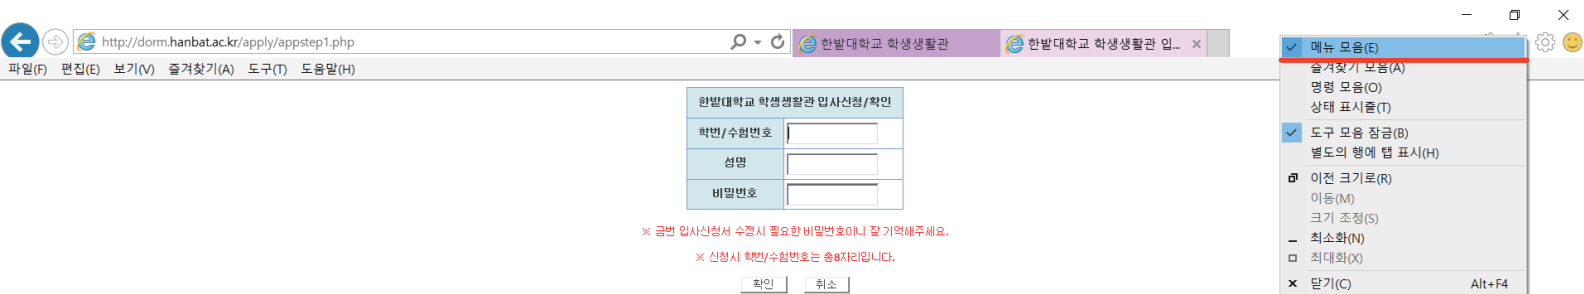 http://dorm.hanbat.ac.kr/apply/appstep1.php
한밭대학교 학생생활관
한밭대학교 학생생활관 입...
파일(F) 편집(E) 보기(V) 즐겨찾기(A) 도구(T) 도움말(H)
한밭대학교 학생생활관 입사신청/확인
학번/수험번호
성명
비밀번호
※ 금번 입사신청서 수정시 필요한 비밀번호이니 잘 기억해주세요.
※ 신청시 학번/수험번호는 총8자리입니다.
확인 취소
메뉴 모음(E)
즐겨찾기 모음(A)
명령 모음(O)
상태 표시줄(T)
도구 모음 잠금(B)
별도의 행에 탭 표시(H)
이전 크기로(R)
이동(M)
크기 조정(S)
최소화(N)
최대화(X)
닫기(C) Alt+F4